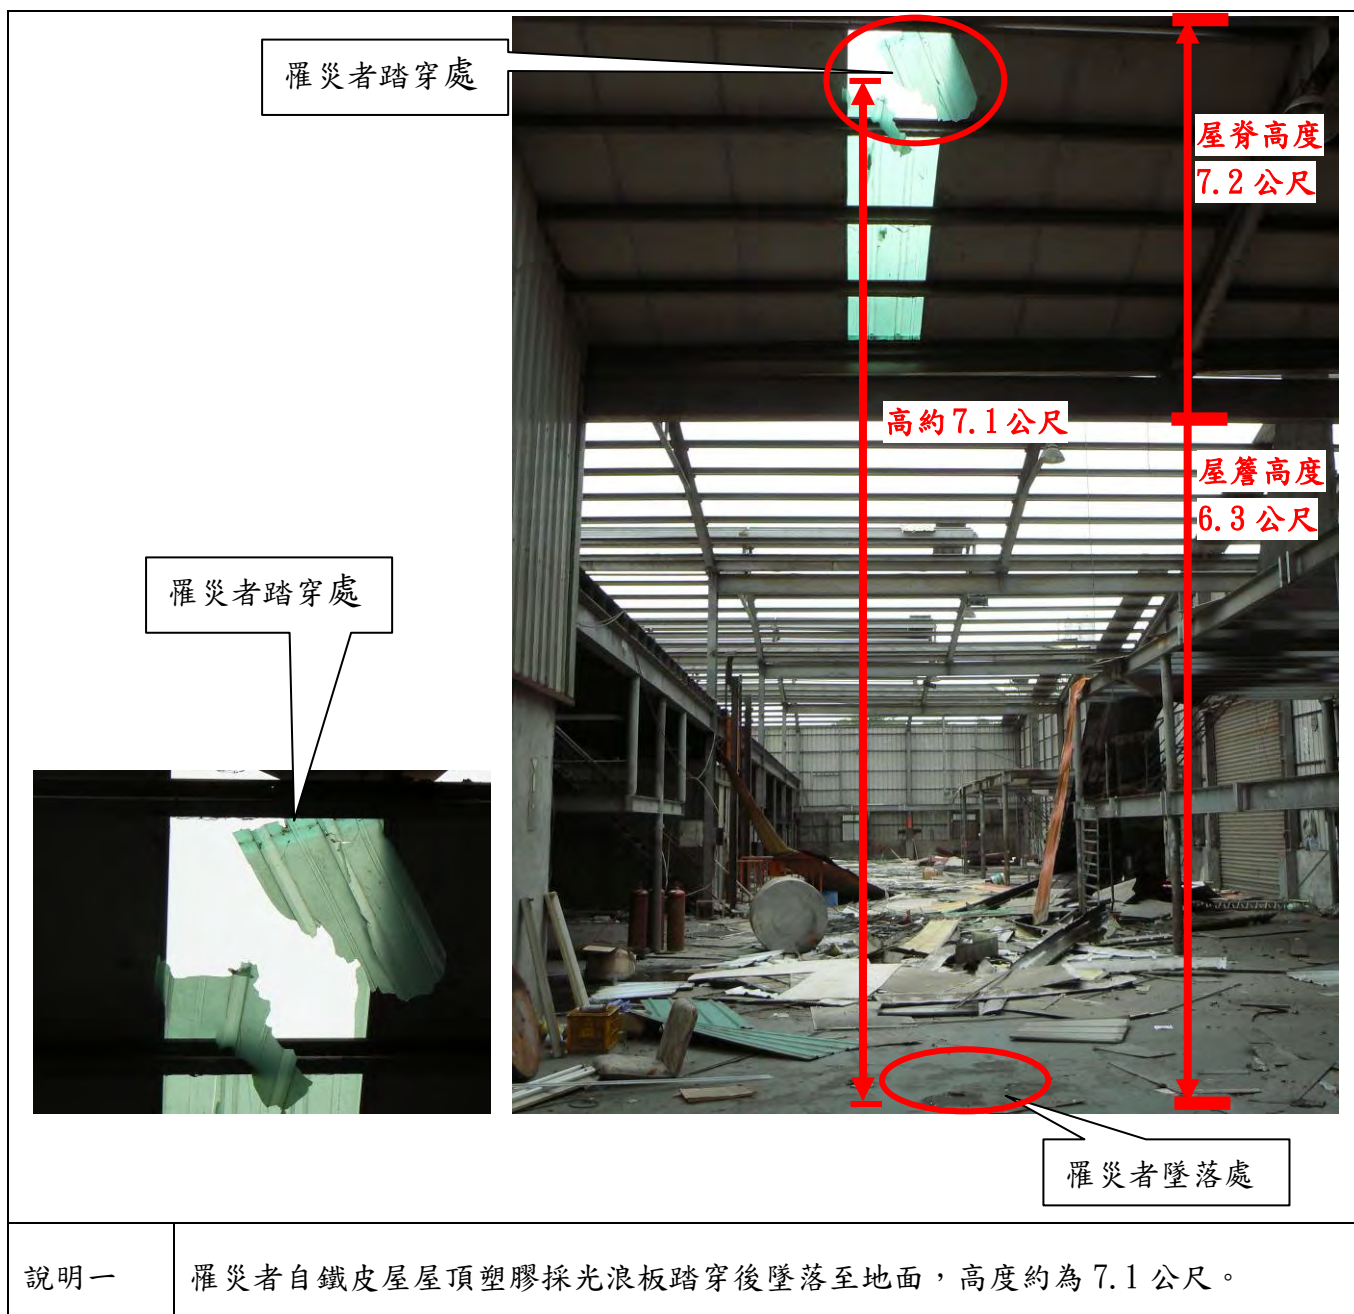 罹災者踏穿處
屋脊高度
7.2公尺
高約7.1公尺
屋簷高度
6.3公尺
罹災者踏穿處
罹災者墜落處
說明一
罹災者自鐵皮屋屋頂塑膠採光浪板踏穿後墜落至地面，高度約為 7.1 公尺。